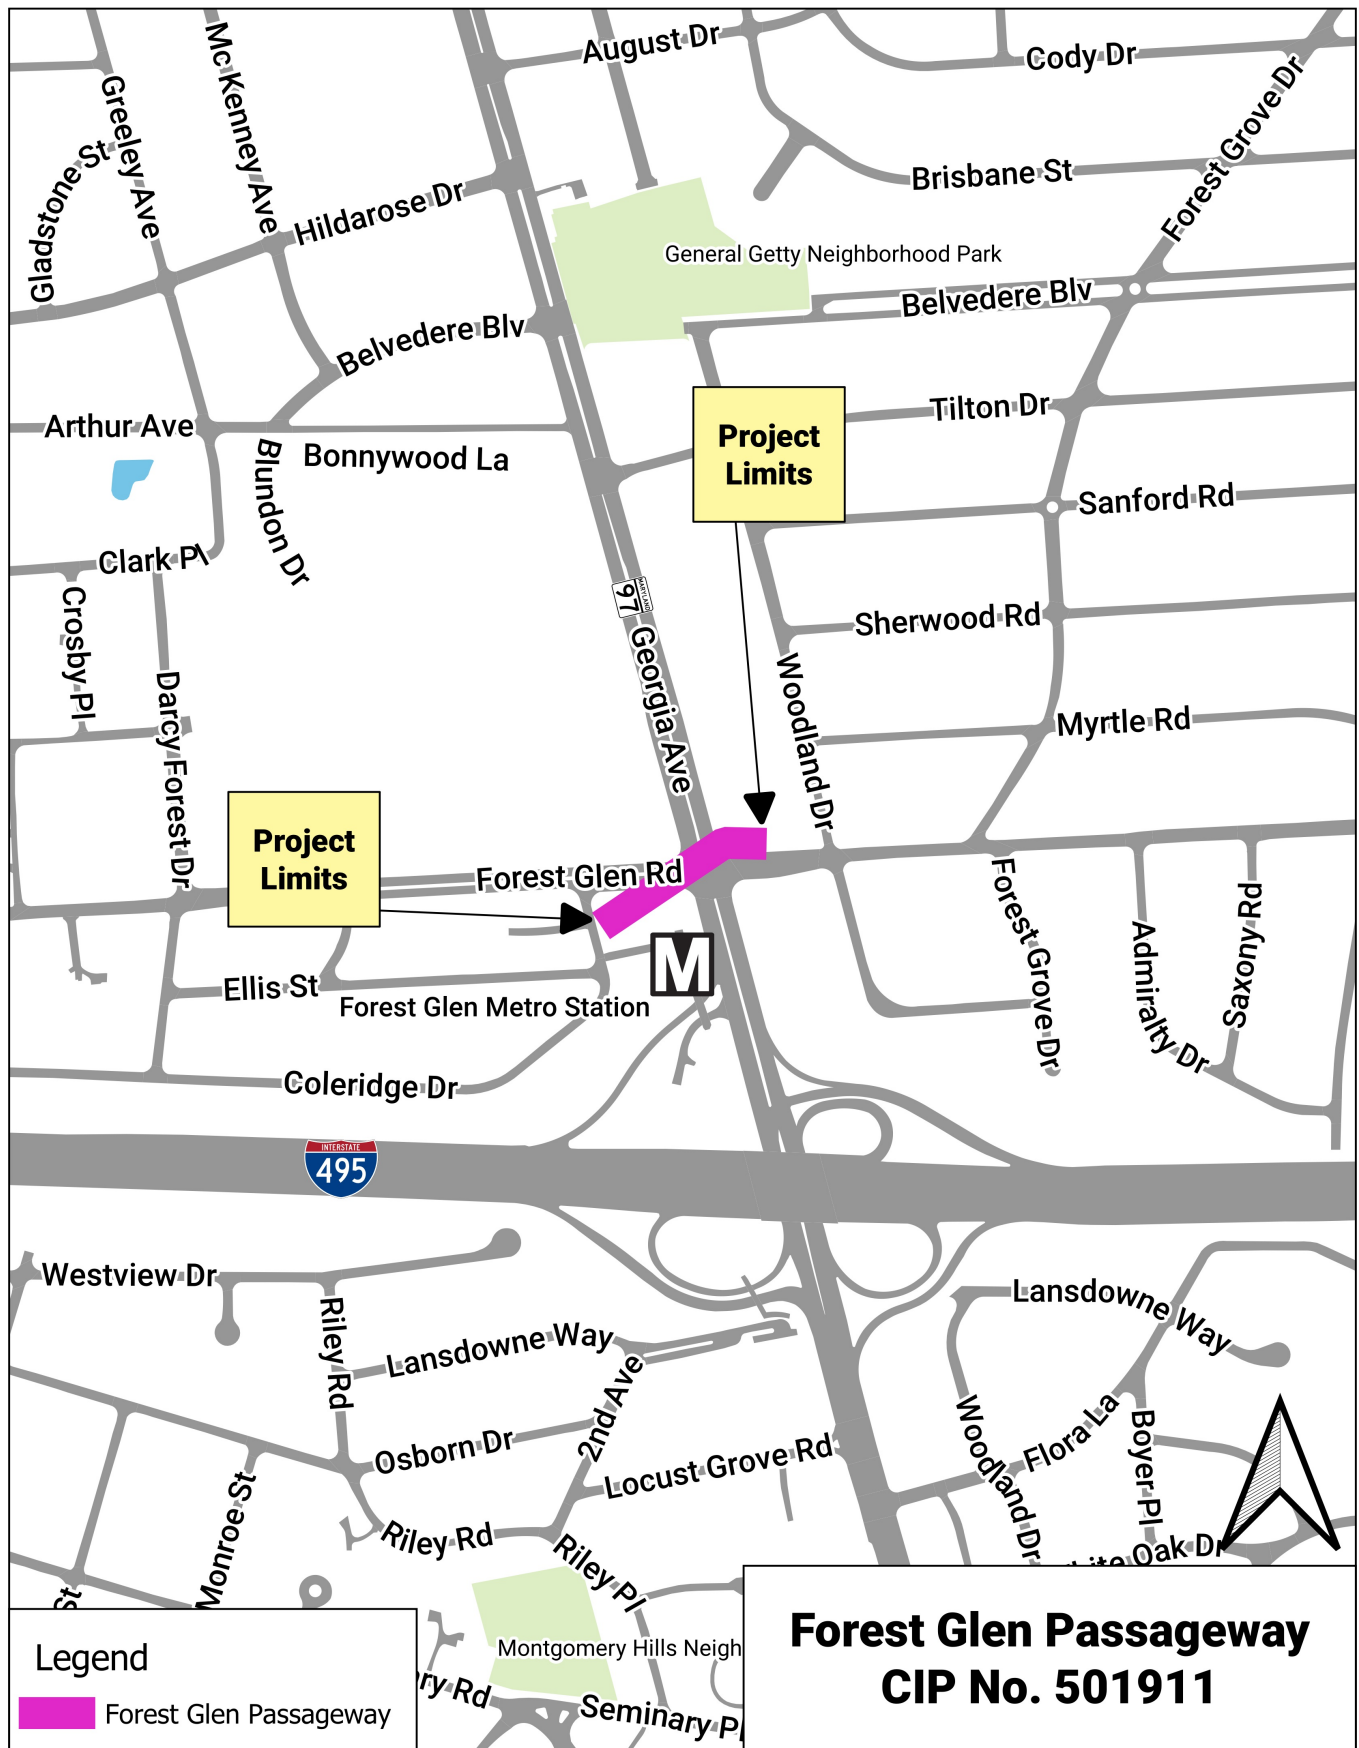 August Dr
Cody Dr
McKenney Ave
Greeley Ave
Gladstone St
Forest Grove Dr
Brisbane St
Hildarose Dr
General Getty Neighborhood Park
Belvedere Blv
Belvedere Blv
Arthur Ave
Bonnywood La
Blundon Dr
Project
Limits
Tilton Dr
Sanford Rd
Clark Pl
Crosby Pl
Darcy Forest Dr
MARYLAND
97
Georgia Ave
Sherwood Rd
Woodland Dr
Myrtle Rd
Project
Limits
Forest Glen Rd
Forest Grove Dr
Admiralty Dr
Saxony Rd
M
Ellis St
Forest Glen Metro Station
Coleridge Dr
INTERSTATE
495
Westview Dr
Riley Rd
Lansdowne Way
Lansdowne Way
2nd Ave
Osborn Dr
Locust Grove Rd
Woodland Dr
Flora La
Boyer Pl
Monroe St
Riley Rd
Riley Pl
hite Oak Dr
St
Montgomery Hills Neigh
ary Rd
Seminary Pl
Legend
Forest Glen Passageway
Forest Glen Passageway
CIP No. 501911